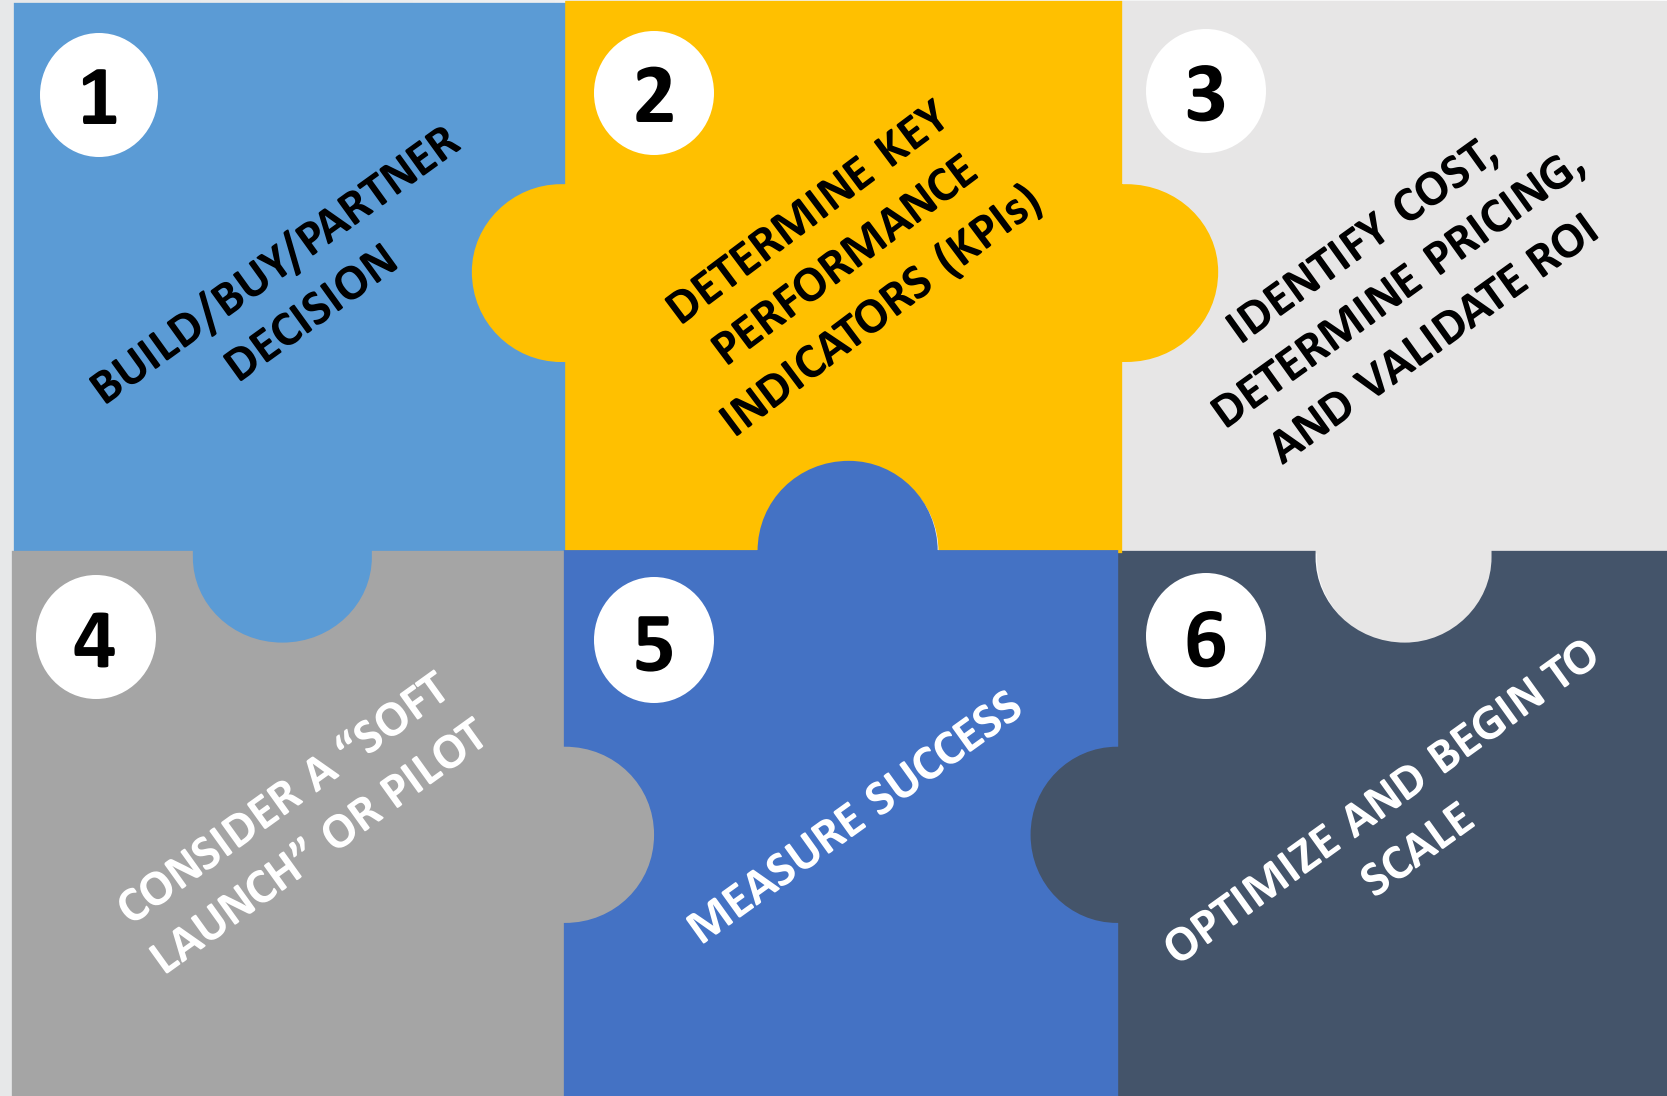 1
BUILD/BUY/PARTNER
DECISION
2
DETERMINE KEY
PERFORMANCE
INDICATORS (KPIs)
3
IDENTIFY COST,
DETERMINE PRICING,
AND VALIDATE ROI
4
CONSIDER A “SOFT
LAUNCH” OR PILOT
5
MEASURE SUCCESS
6
OPTIMIZE AND BEGIN TO
SCALE